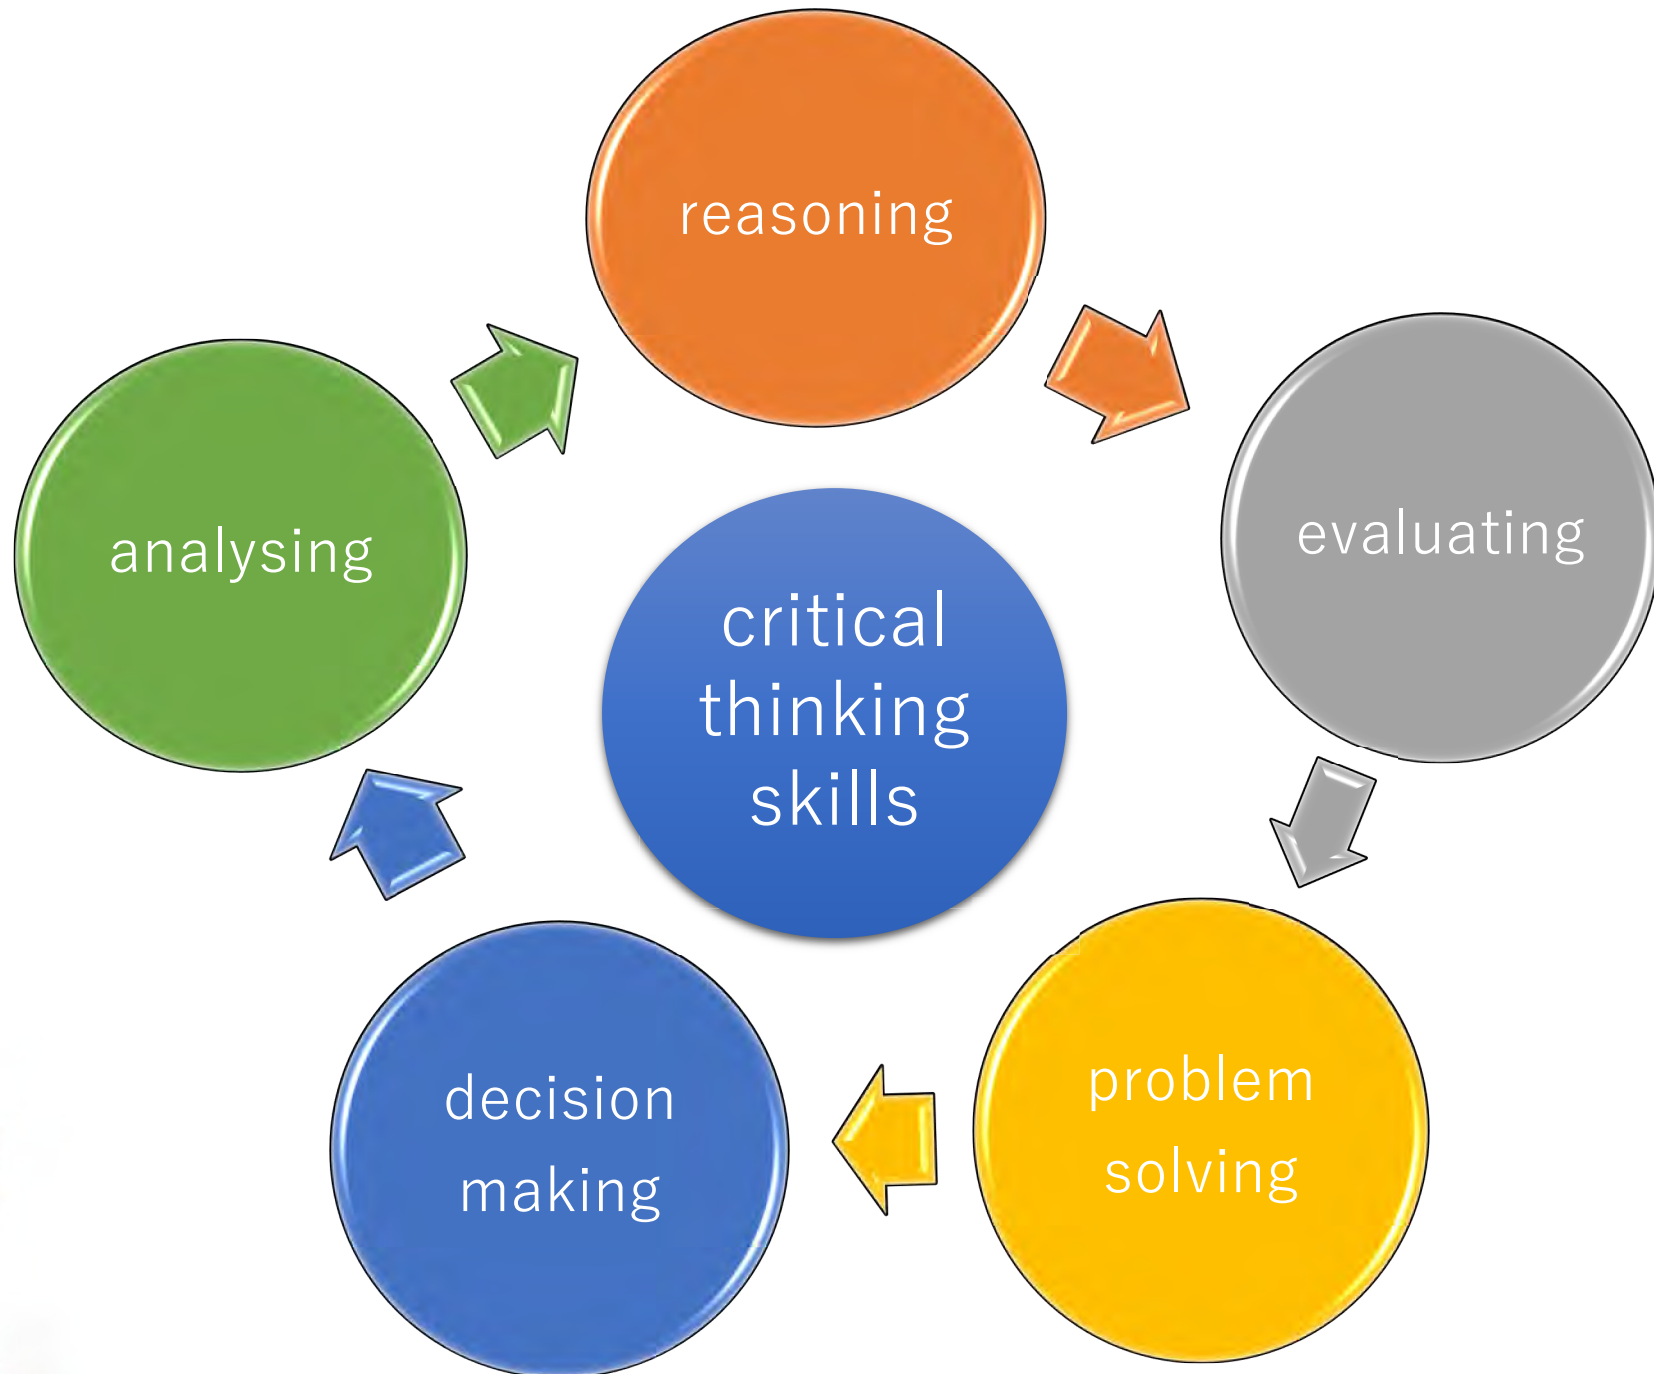 reasoning
evaluating
problem
solving
decision
making
analysing
critical
thinking
skills